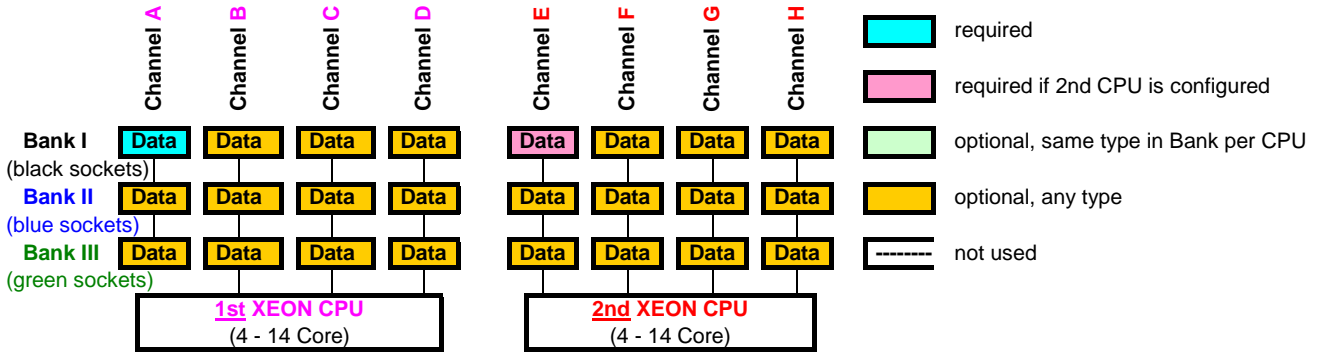 Channel A
Channel B
Channel C
Channel D
Channel E
Channel F
Channel G
Channel H
Bank I
(black sockets)
Data Data Data Data Data Data Data Data
Bank II
(blue sockets)
Data Data Data Data Data Data Data Data
Bank III
(green sockets)
Data Data Data Data Data Data Data Data
1st XEON CPU
(4 - 14 Core)
2nd XEON CPU
(4 - 14 Core)
required
required if 2nd CPU is configured
optional, same type in Bank per CPU
optional, any type
-------- not used